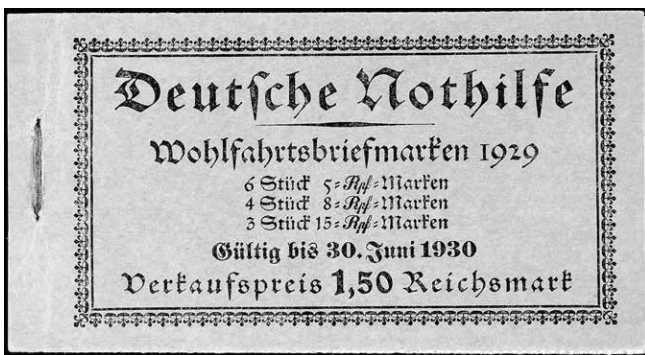 Deutsche Nothilfe
Wohlfahrtsbriefmarken 1929
6 Stück 5=Rpf=Marken
4 Stück 8=Rpf=Marken
3 Stück 15=Rpf=Marken
Gültig bis 30. Juni 1930
Verkaufspreis 1,50 Reichsmark